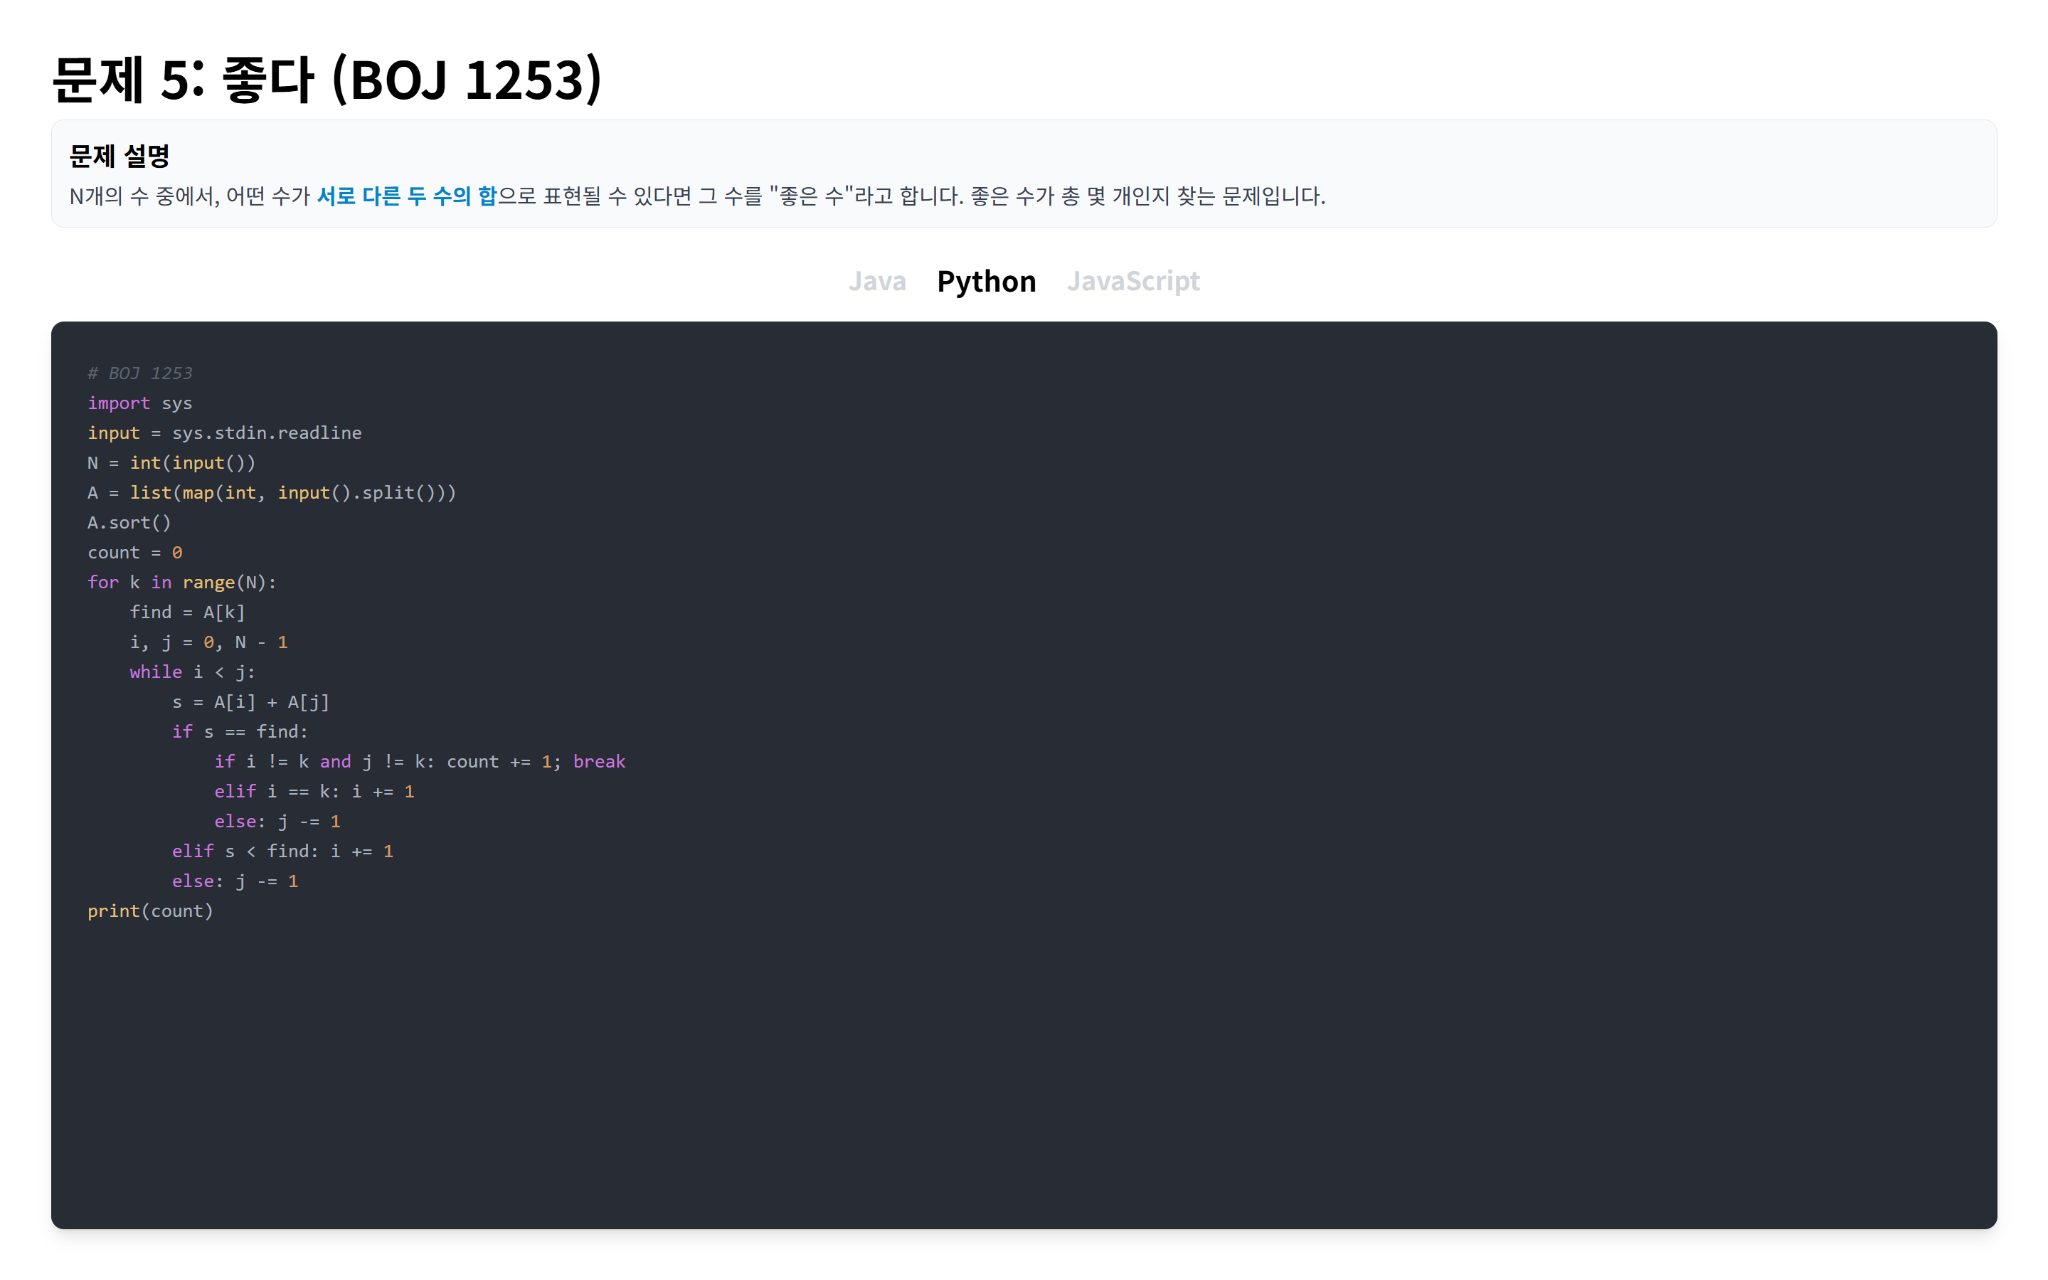 문제 5: 좋다 (BOJ 1253)
문제 설명
N개의 수 중에서, 어떤 수가 서로 다른 두 수의 합으로 표현될 수 있다면 그 수를 "좋은 수"라고 합니다. 좋은 수가 총 몇 개인지 찾는 문제입니다.
Java Python JavaScript
# BOJ 1253
import sys
input = sys.stdin.readline
N = int(input())
A = list(map(int, input().split()))
A.sort()
count = 0
for k in range(N):
    find = A[k]
    i, j = 0, N - 1
    while i < j:
        s = A[i] + A[j]
        if s == find:
            if i != k and j != k: count += 1; break
            elif i == k: i += 1
            else: j -= 1
        elif s < find: i += 1
        else: j -= 1
print(count)